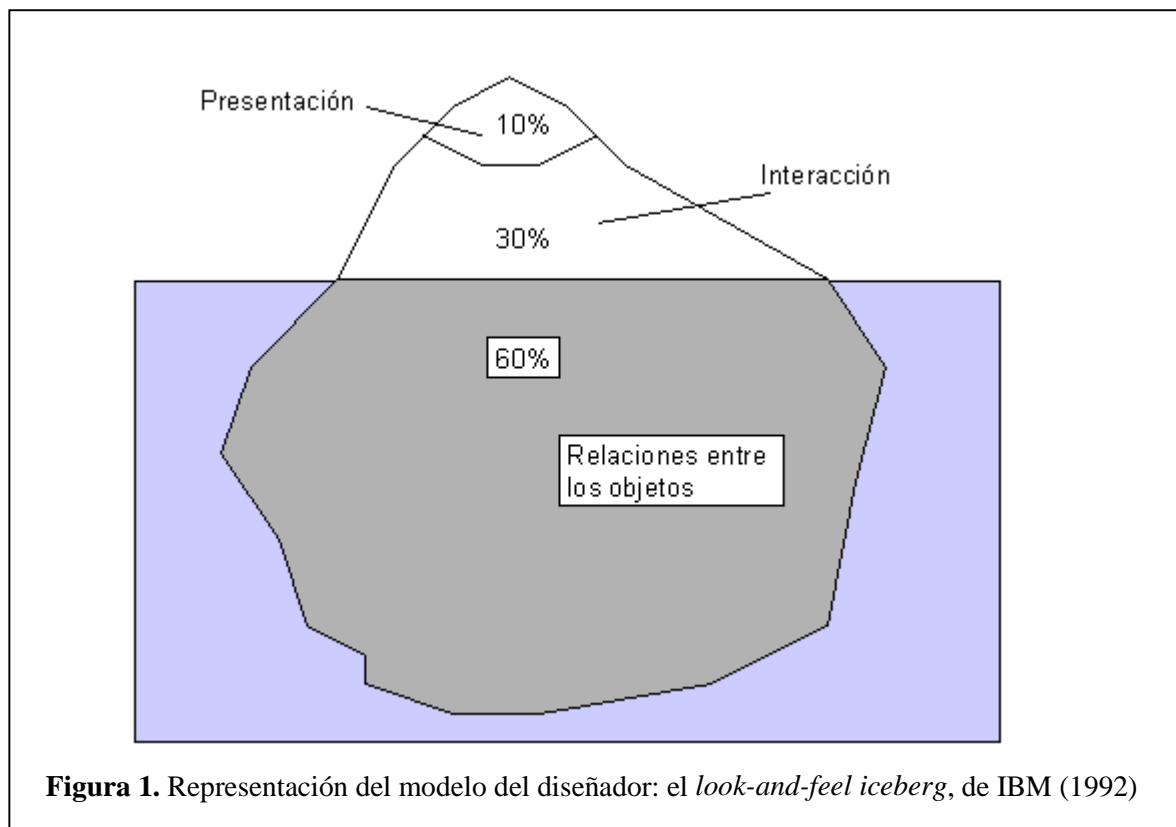 Presentación
10%
Interacción
30%
60%
Relaciones entre
los objetos
Figura 1. Representación del modelo del diseñador: el look-and-feel iceberg, de IBM (1992)